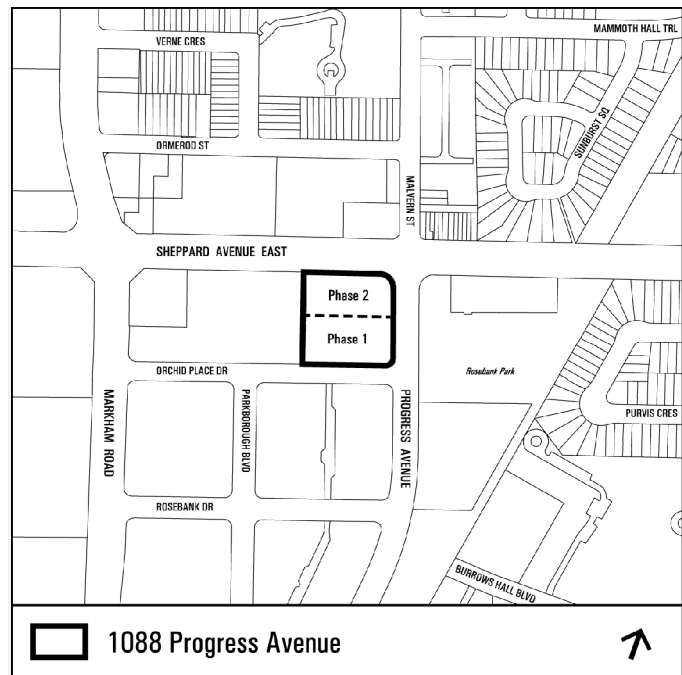 MAMMOTH HALL TRL
VERNE CRES
SUNBURST SQ
ORMEROD ST
MALVERN ST
SHEPPARD AVENUE EAST
Phase 2
Phase 1
ORCHID PLACE DR
Rosebank Park
MARKHAM ROAD
PARKBOROUGH BLVD
PROGRESS AVENUE
PURVIS CRES
ROSEBANK DR
BURROWS HALL BLVD
1088 Progress Avenue